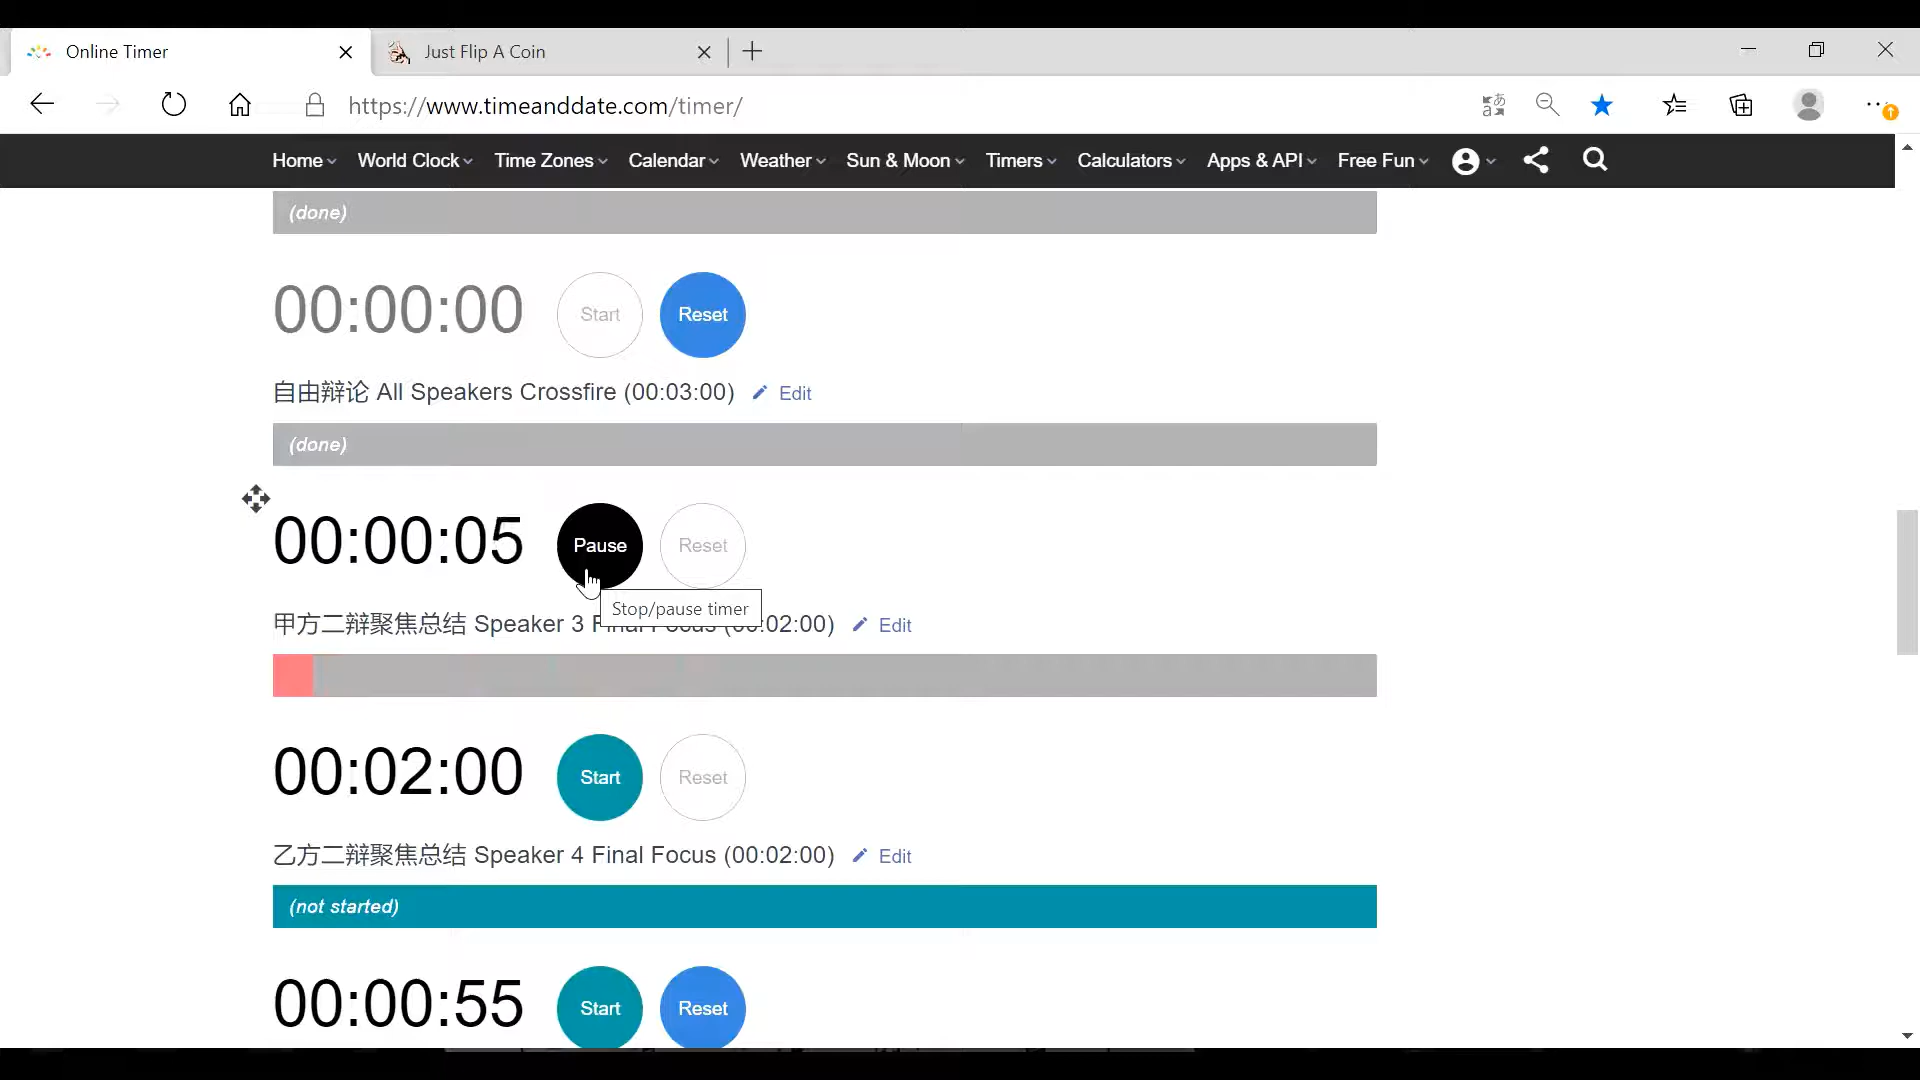 Online Timer
Just Flip A Coin
https://www.timeanddate.com/timer/
Home World Clock Time Zones Calendar Weather Sun & Moon Timers Calculators Apps & API Free Fun
(done)
00:00:00 Start Reset
自由辩论 All Speakers Crossfire (00:03:00) Edit
(done)
00:00:05 Pause Reset
Stop/pause timer
甲方二辩聚焦总结 Speaker 3 Final Focus (00:02:00) Edit
00:02:00 Start Reset
乙方二辩聚焦总结 Speaker 4 Final Focus (00:02:00) Edit
(not started)
00:00:55 Start Reset